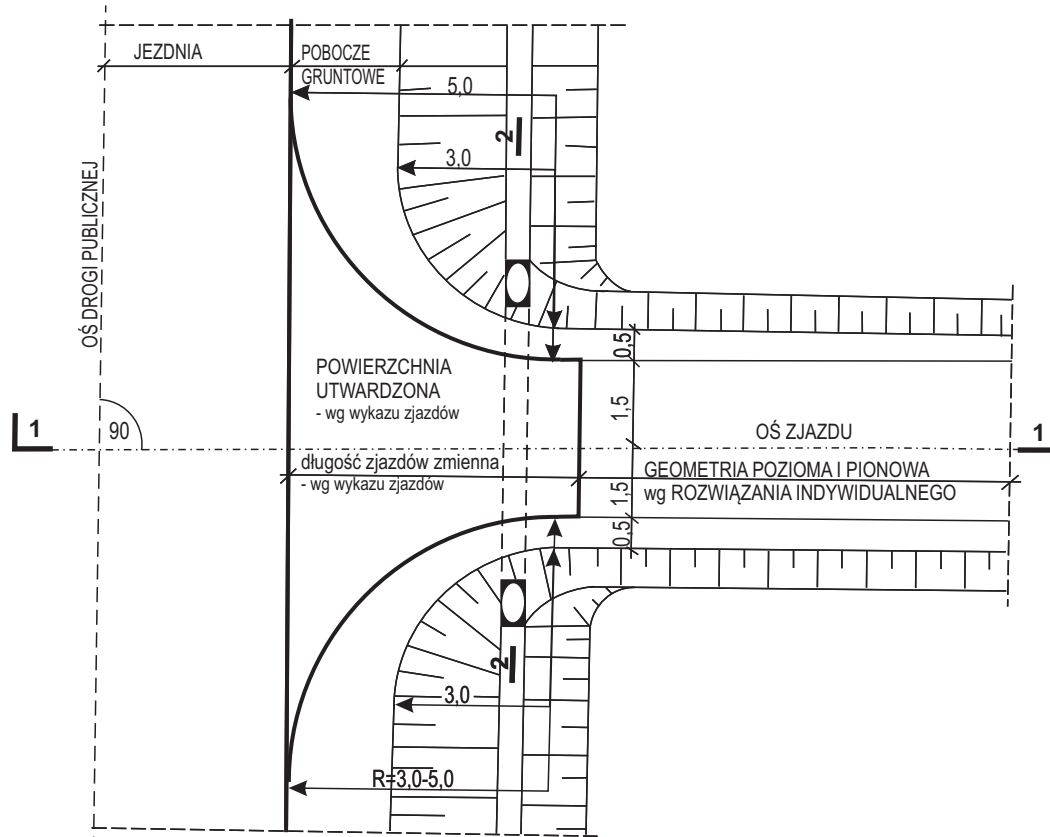 JEZDNIA
POBOCZE
GRUNTOWE
5,0
2
3,0
OŚ DROGI PUBLICZNEJ
0,5
POWIERZCHNIA
UTWARDZONA
- wg wykazu zjazdów
1,5
1
90
OŚ ZJAZDU
1
długość zjazdów zmienna
- wg wykazu zjazdów
1,5
GEOMETRIA POZIOMA I PIONOWA
wg ROZWIĄZANIA INDYWIDUALNEGO
0,5
2
3,0
R=3,0-5,0